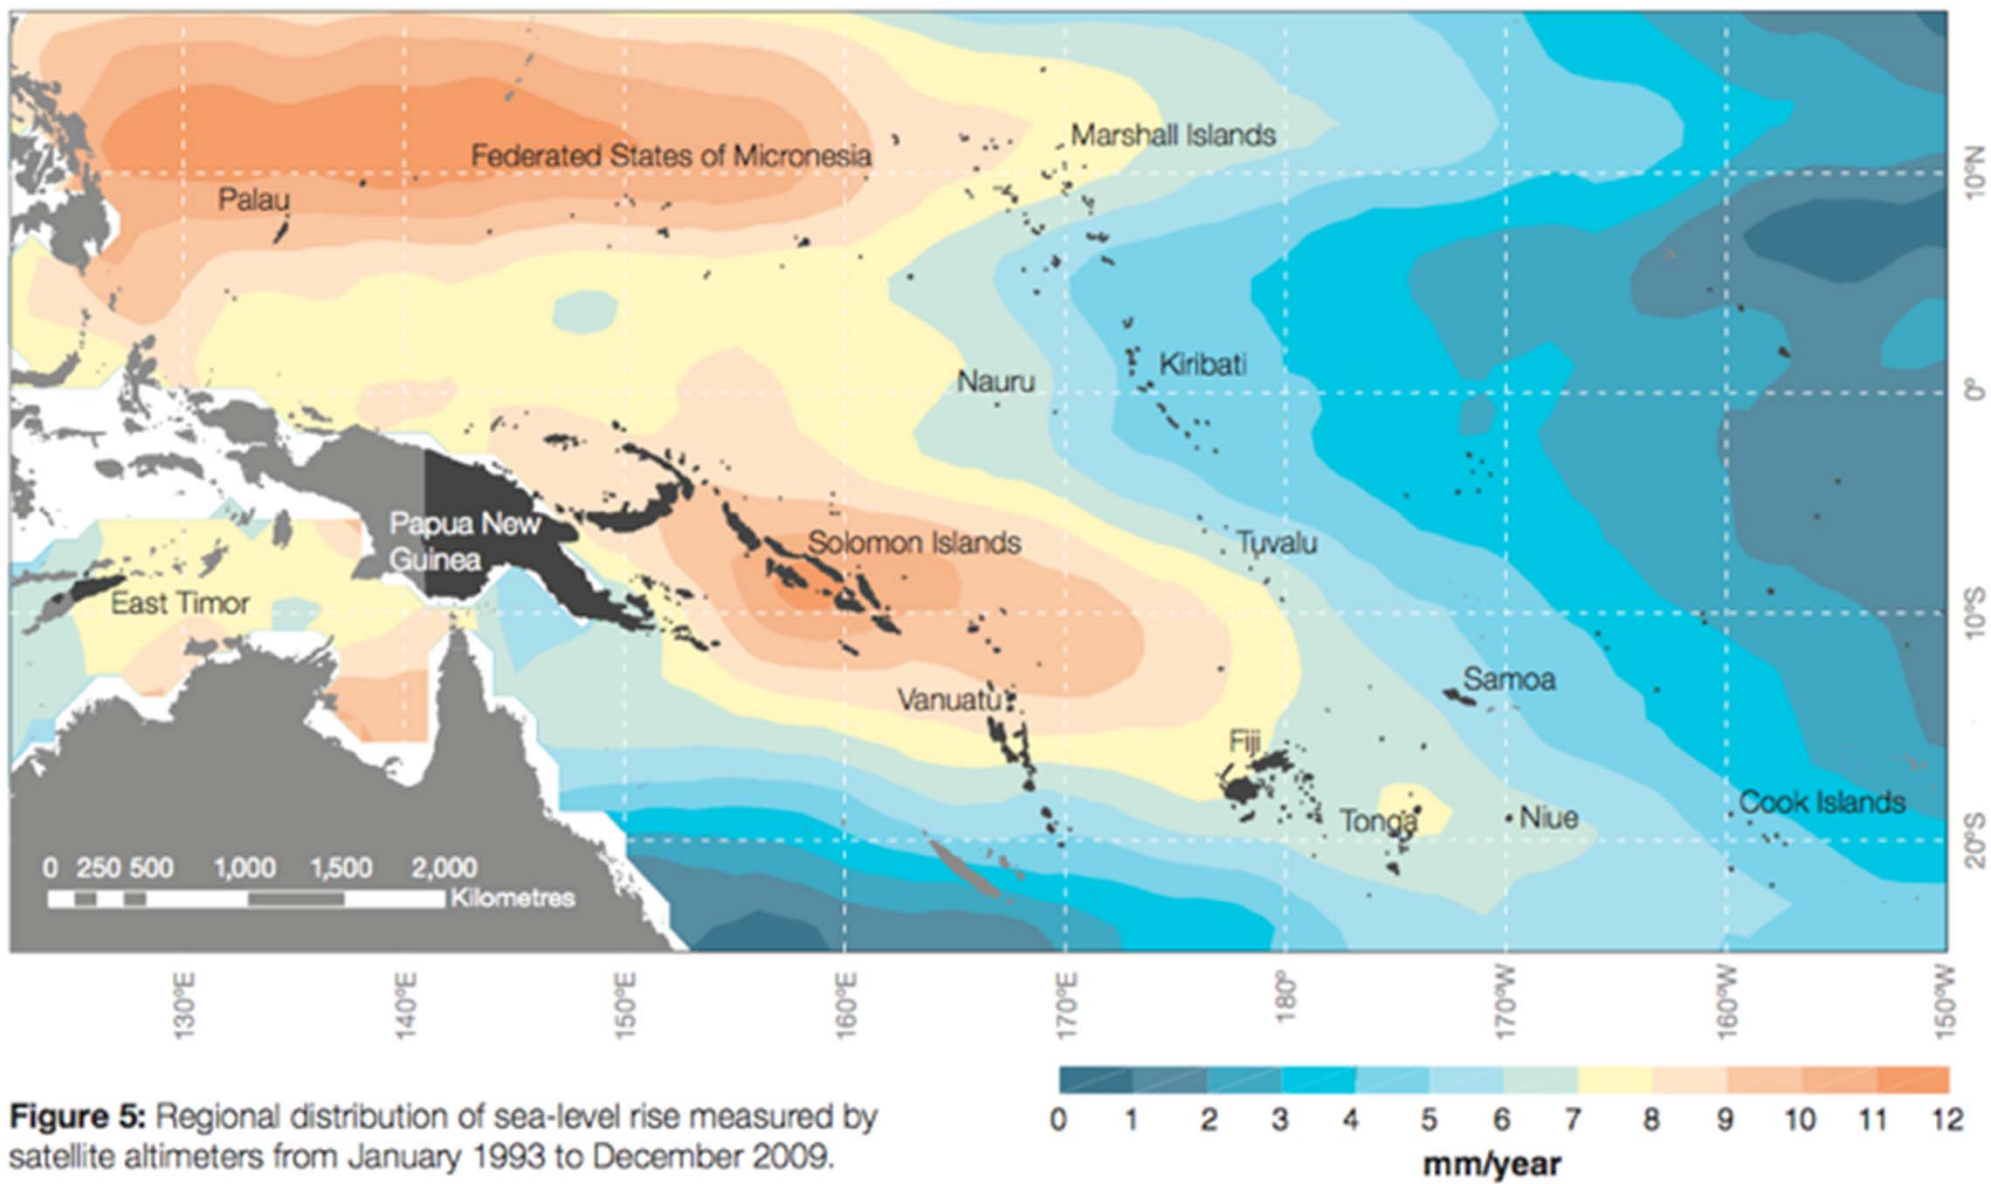 Marshall Islands
Federated States of Micronesia
10°N
Palau
Kiribati
Nauru
0°
Papua New
Guinea
Solomon Islands
Tuvalu
East Timor
10°S
Samoa
Vanuatu
Fiji
Cook Islands
Tonga
Niue
20°S
0 250 500 1,000 1,500 2,000
Kilometres
130°E 140°E 150°E 160°E 170°E 180° 170°W 160°W 150°W
0 1 2 3 4 5 6 7 8 9 10 11 12
mm/year
Figure 5: Regional distribution of sea-level rise measured by
satellite altimeters from January 1993 to December 2009.